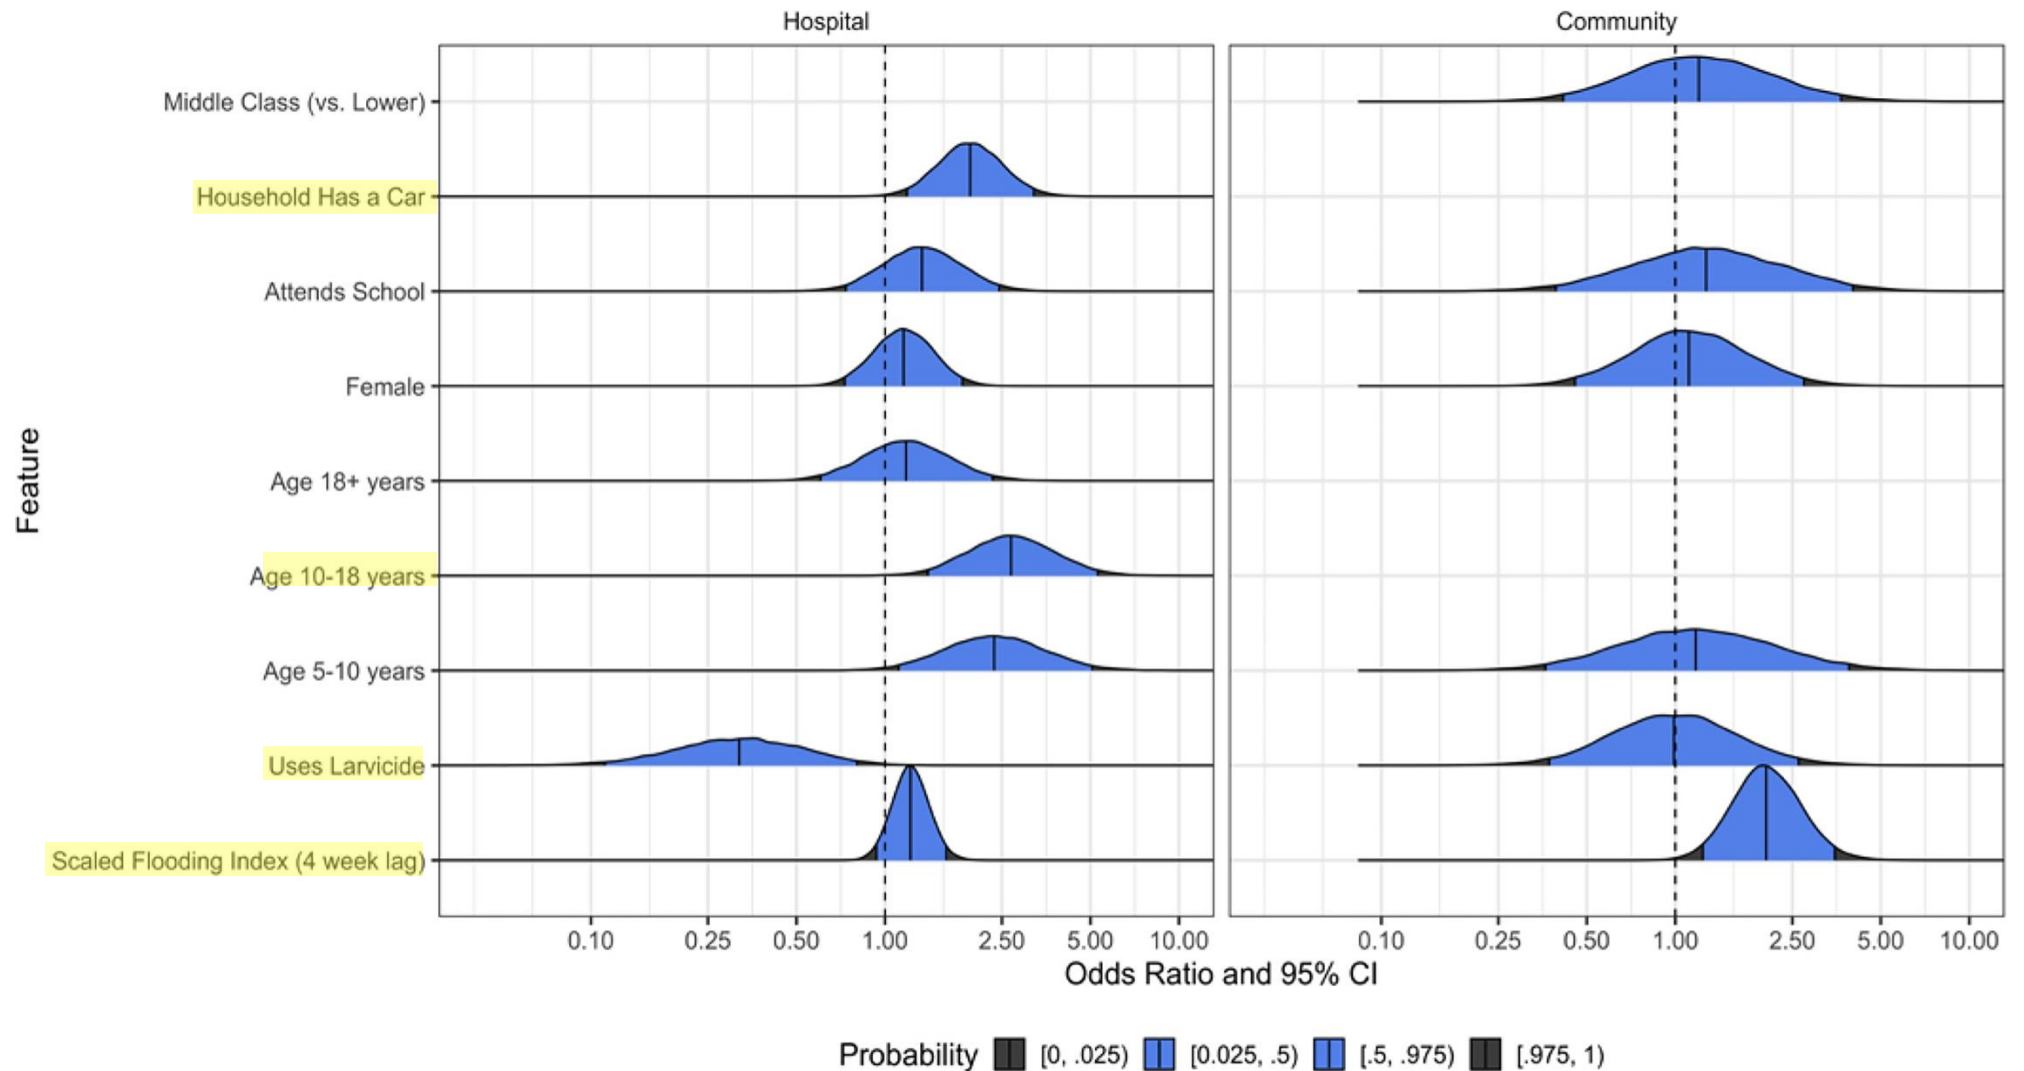 Hospital
Community
Middle Class (vs. Lower)
Household Has a Car
Attends School
Female
Age 18+ years
Age 10-18 years
Age 5-10 years
Uses Larvicide
Scaled Flooding Index (4 week lag)
Feature
0.10 0.25 0.50 1.00 2.50 5.00 10.00
0.10 0.25 0.50 1.00 2.50 5.00 10.00
Odds Ratio and 95% CI
Probability [0, .025) [0.025, .5) [.5, .975) [.975, 1)